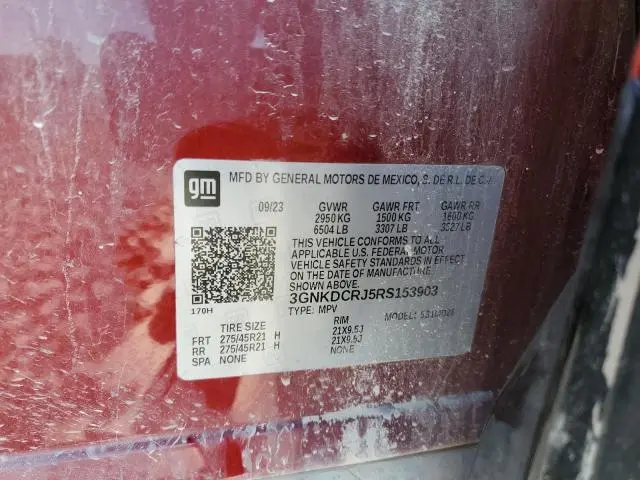 gm
MFD BY GENERAL MOTORS DE MEXICO, S. DE R.L. DE C.V.
09/23 GVWR GAWR FRT GAWR RR
2950 KG 1500 KG 1600 KG
6504 LB 3307 LB 3527 LB
THIS VEHICLE CONFORMS TO ALL
APPLICABLE U.S. FEDERAL MOTOR
VEHICLE SAFETY STANDARDS IN EFFECT
ON THE DATE OF MANUFACTURE
SHOWN ABOVE.
3GNKDCRJ5RS153903
170H
TYPE: MPV MODEL:
TIRE SIZE RIM
FRT 275/45R21 H 21X9.5J
RR 275/45R21 H 21X9.5J
SPA NONE NONE